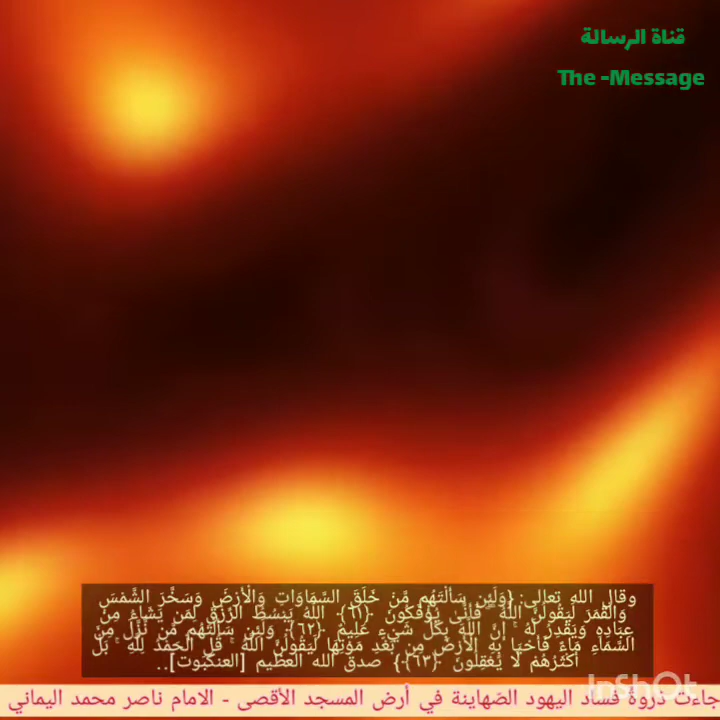 قناة الرسالة
The -Message
وقال الله تعالى: {وَلَئِن سَأَلْتَهُم مَّنْ خَلَقَ السَّمَاوَاتِ وَالْأَرْضَ وَسَخَّرَ الشَّمْسَ
وَالْقَمَرَ لَيَقُولُنَّ اللَّهُ ۖ فَأَنَّىٰ يُؤْفَكُونَ ‎﴿٦١﴾‏ اللَّهُ يَبْسُطُ الرِّزْقَ لِمَن يَشَاءُ مِنْ
عِبَادِهِ وَيَقْدِرُ لَهُ ۚ إِنَّ اللَّهَ بِكُلِّ شَيْءٍ عَلِيمٌ ‎﴿٦٢﴾‏ وَلَئِن سَأَلْتَهُم مَّن نَّزَّلَ مِنَ
السَّمَاءِ مَاءً فَأَحْيَا بِهِ الْأَرْضَ مِن بَعْدِ مَوْتِهَا لَيَقُولُنَّ اللَّهُ ۚ قُلِ الْحَمْدُ لِلَّهِ ۚ بَلْ
أَكْثَرُهُمْ لَا يَعْقِلُونَ ‎﴿٦٣﴾‏} صدق الله العظيم [العنكبوت]..
InShOt
جاءت ذروة فساد اليهود الصهاينة في أرض المسجد الأقصى - الامام ناصر محمد اليماني